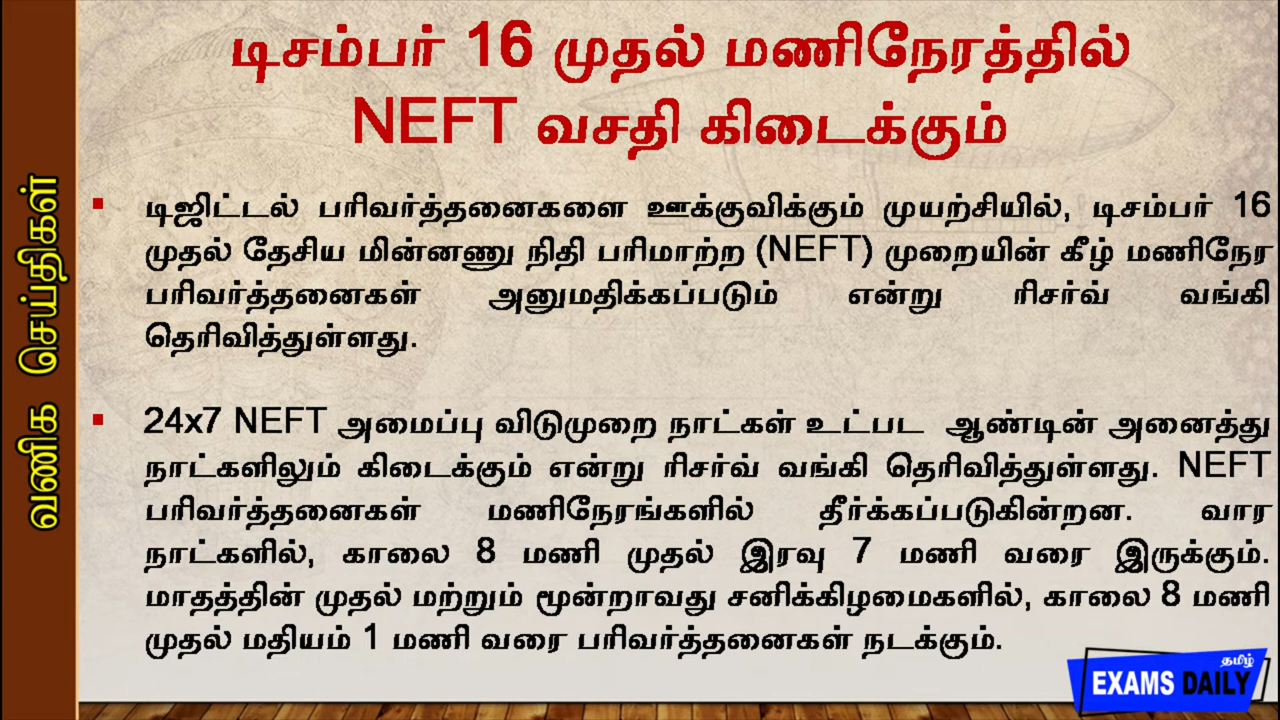 டிசம்பர் 16 முதல் மணிநேரத்தில்
NEFT வசதி கிடைக்கும்
வணிக செய்திகள்
▪ டிஜிட்டல் பரிவர்த்தனைகளை ஊக்குவிக்கும் முயற்சியில், டிசம்பர் 16
முதல் தேசிய மின்னணு நிதி பரிமாற்ற (NEFT) முறையின் கீழ் மணிநேர
பரிவர்த்தனைகள் அனுமதிக்கப்படும் என்று ரிசர்வ் வங்கி
தெரிவித்துள்ளது.
▪ 24x7 NEFT அமைப்பு விடுமுறை நாட்கள் உட்பட ஆண்டின் அனைத்து
நாட்களிலும் கிடைக்கும் என்று ரிசர்வ் வங்கி தெரிவித்துள்ளது. NEFT
பரிவர்த்தனைகள் மணிநேரங்களில் தீர்க்கப்படுகின்றன. வார
நாட்களில், காலை 8 மணி முதல் இரவு 7 மணி வரை இருக்கும்.
மாதத்தின் முதல் மற்றும் மூன்றாவது சனிக்கிழமைகளில், காலை 8 மணி
முதல் மதியம் 1 மணி வரை பரிவர்த்தனைகள் நடக்கும்.
தமிழ்
EXAMS DAILY